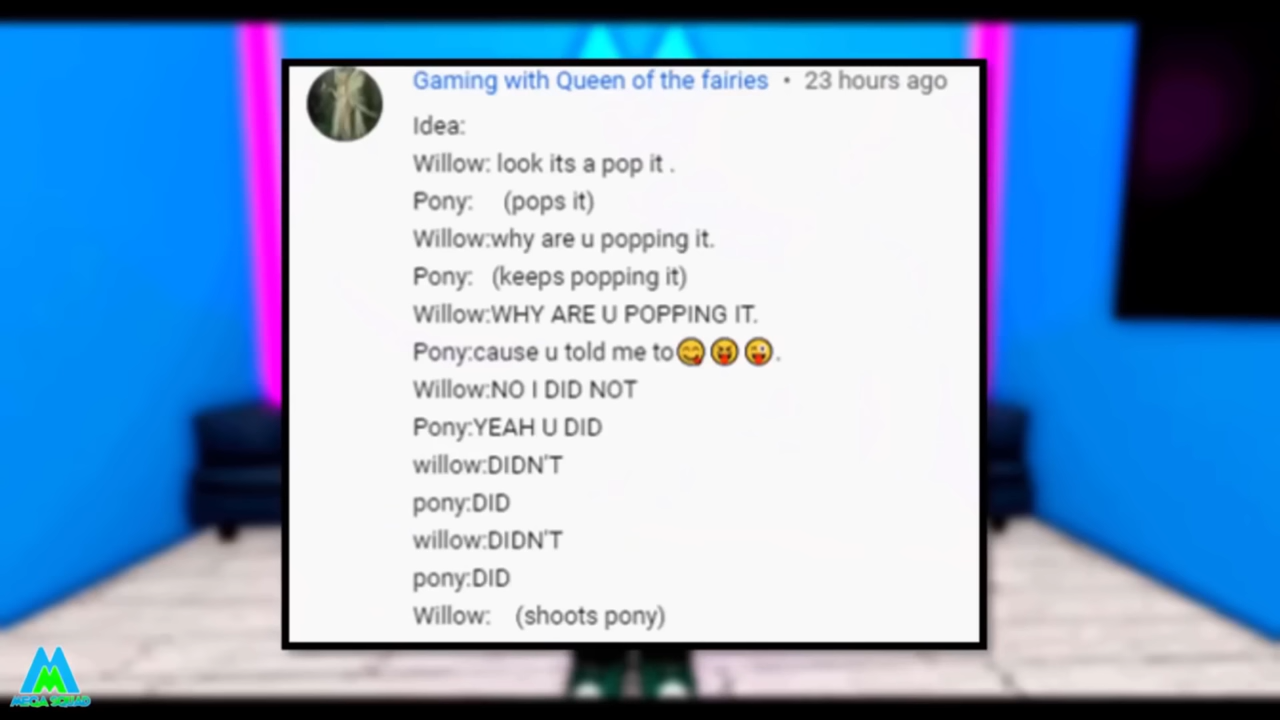 Gaming with Queen of the fairies • 23 hours ago
Idea:
Willow: look its a pop it .
Pony: (pops it)
Willow:why are u popping it.
Pony: (keeps popping it)
Willow:WHY ARE U POPPING IT.
Pony:cause u told me to😋😝😜.
Willow:NO I DID NOT
Pony:YEAH U DID
willow:DIDN'T
pony:DID
willow:DIDN'T
pony:DID
Willow: (shoots pony)
MEGA SQUAD